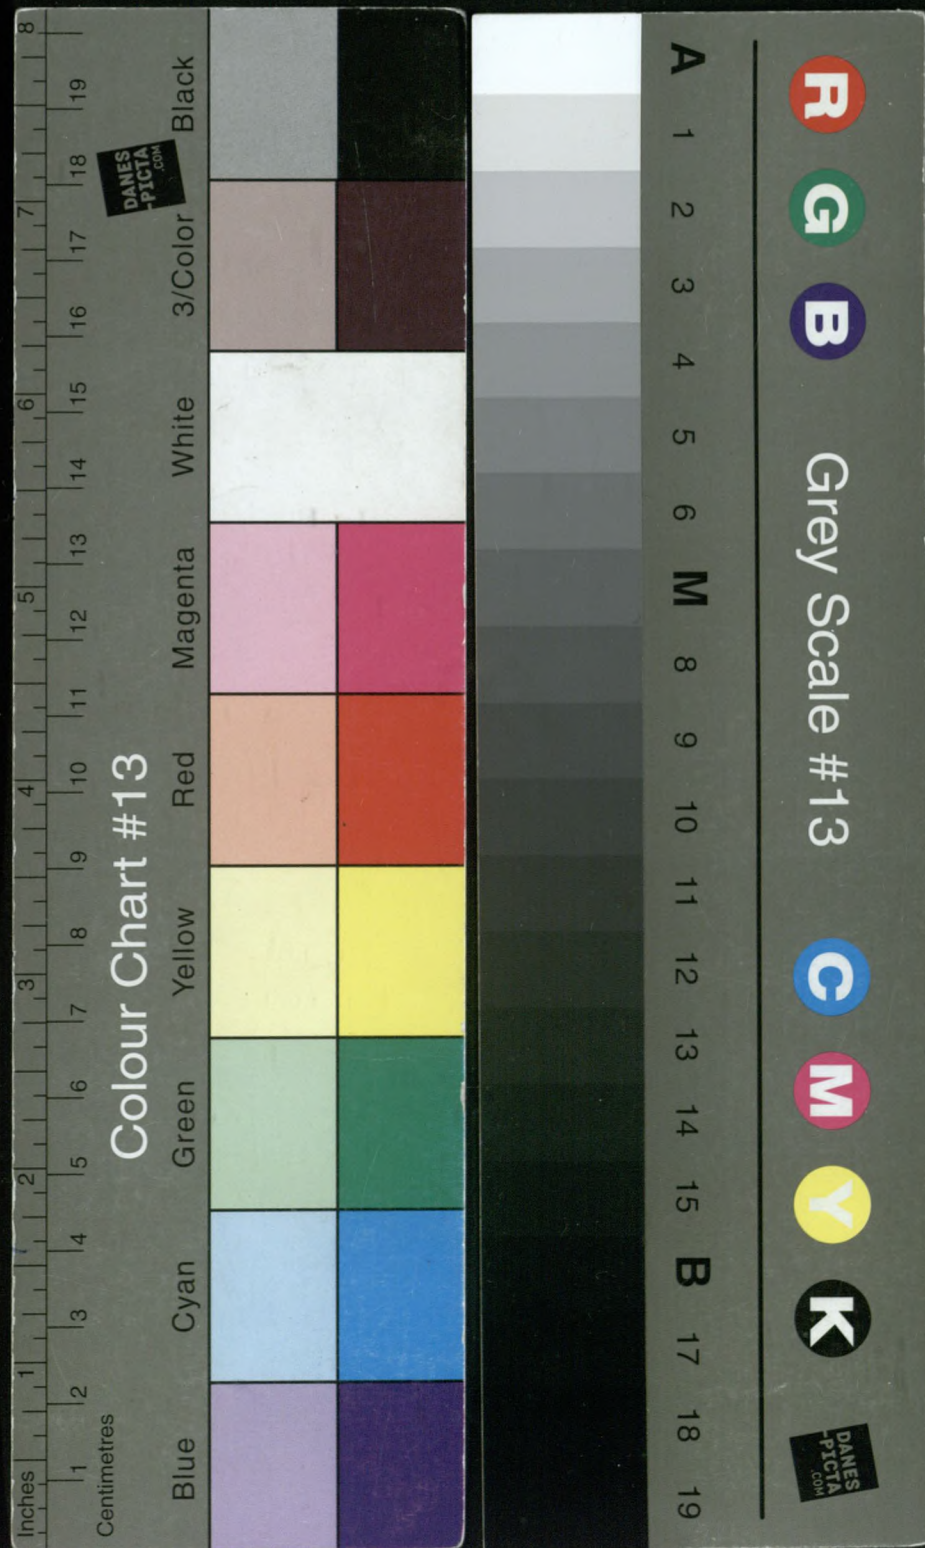 Colour Chart #13
Blue Cyan Green Yellow Red Magenta White 3/Color Black
Inches 1 2 3 4 5 6 7 8
Centimetres 1 2 3 4 5 6 7 8 9 10 11 12 13 14 15 16 17 18 19
DANES
-PICTA
.COM
A 1 2 3 4 5 6 M 8 9 10 11 12 13 14 15 B 17 18 19
R G B Grey Scale #13 C M Y K
DANES
-PICTA
.COM